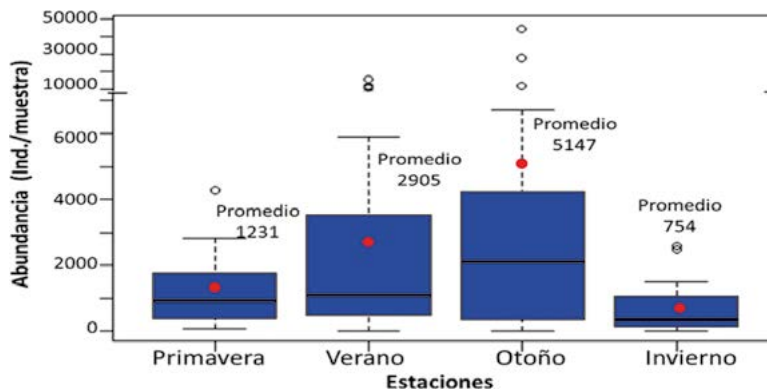 Abundancia (Ind./muestra)
50000
30000
10000
6000
4000
2000
0
Promedio
1231
Promedio
2905
Promedio
5147
Promedio
754
Primavera
Verano
Otoño
Invierno
Estaciones